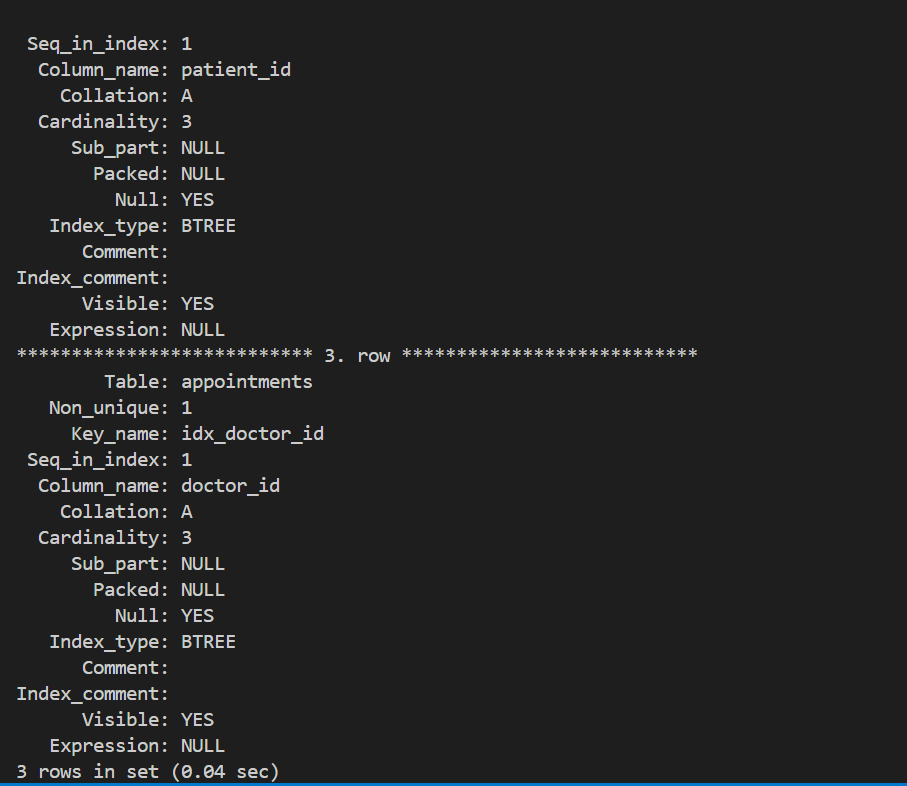 Seq_in_index: 1
Column_name: patient_id
Collation: A
Cardinality: 3
Sub_part: NULL
Packed: NULL
Null: YES
Index_type: BTREE
Comment:
Index_comment:
Visible: YES
Expression: NULL
*************************** 3. row ***************************
Table: appointments
Non_unique: 1
Key_name: idx_doctor_id
Seq_in_index: 1
Column_name: doctor_id
Collation: A
Cardinality: 3
Sub_part: NULL
Packed: NULL
Null: YES
Index_type: BTREE
Comment:
Index_comment:
Visible: YES
Expression: NULL
3 rows in set (0.04 sec)